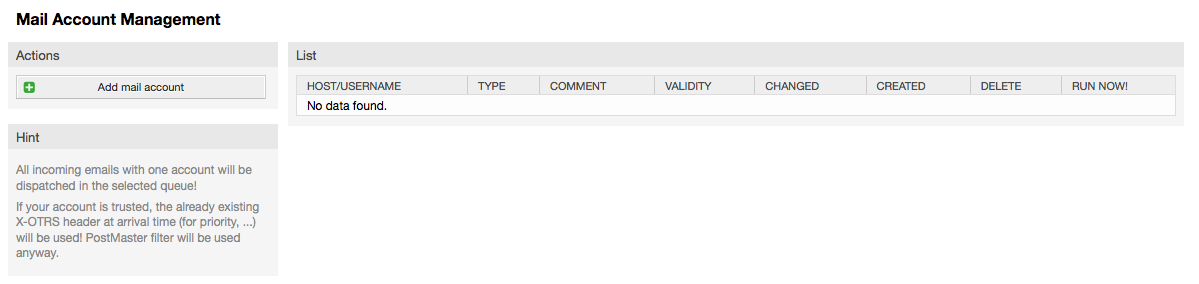 Mail Account Management
Actions
Add mail account
Hint
All incoming emails with one account will be
dispatched in the selected queue!
If your account is trusted, the already existing
X-OTRS header at arrival time (for priority, ...)
will be used! PostMaster filter will be used
anyway.
List
HOST/USERNAME TYPE COMMENT VALIDITY CHANGED CREATED DELETE RUN NOW!
No data found.